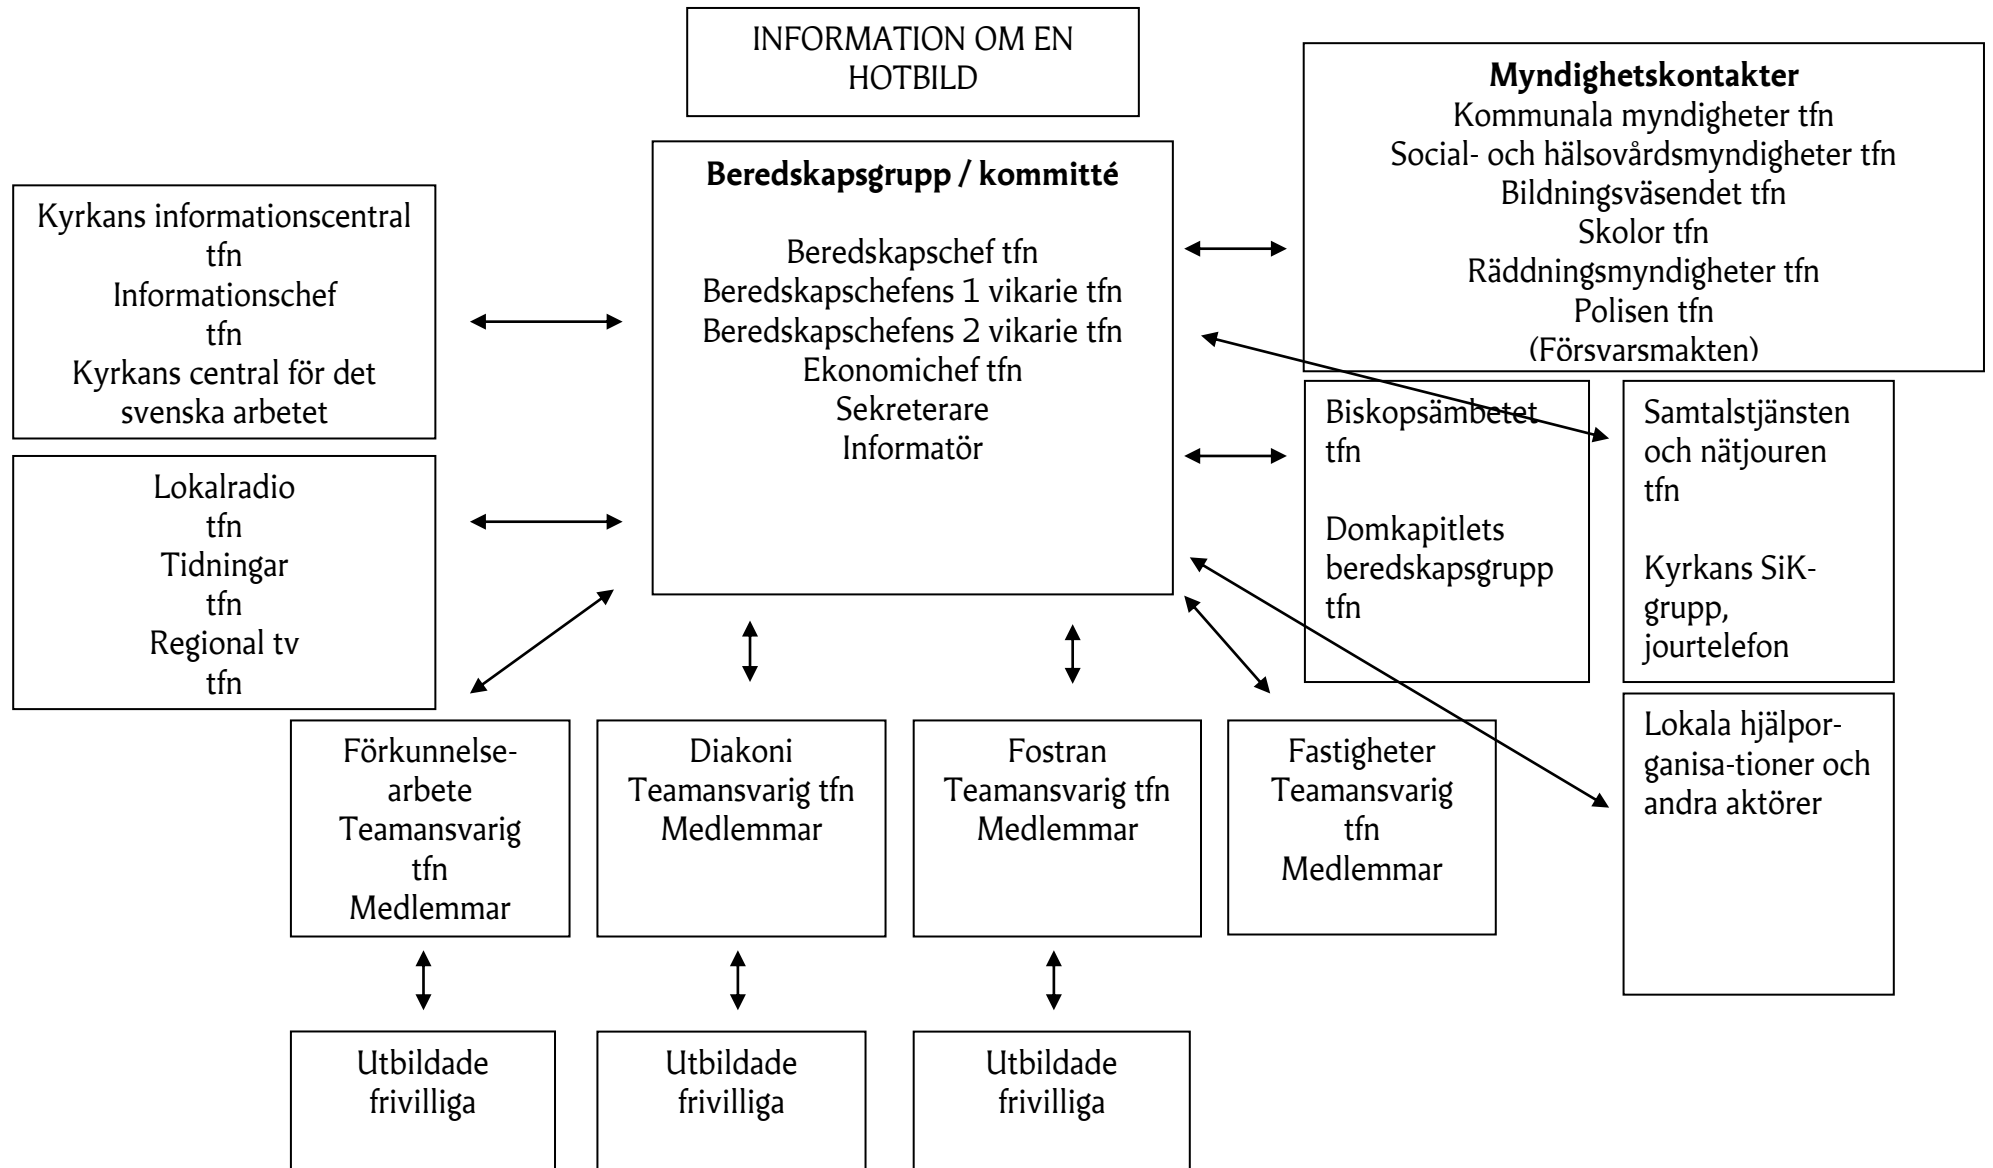 INFORMATION OM EN
HOTBILD
Myndighetskontakter
Kommunala myndigheter tfn
Social- och hälsovårdsmyndigheter tfn
Bildningsväsendet tfn
Skolor tfn
Räddningsmyndigheter tfn
Polisen tfn
(Försvarsmakten)
Beredskapsgrupp / kommitté
Beredskapschef tfn
Beredskapschefens 1 vikarie tfn
Beredskapschefens 2 vikarie tfn
Ekonomichef tfn
Sekreterare
Informatör
Kyrkans informationscentral
tfn
Informationschef
tfn
Kyrkans central för det
svenska arbetet
Lokalradio
tfn
Tidningar
tfn
Regional tv
tfn
Biskopsämbetet
tfn
Domkapitlets
beredskapsgrupp
tfn
Samtalstjänsten
och nätjouren
tfn
Kyrkans SiK-
grupp,
jourtelefon
Lokala hjälpor-
ganisa-tioner och
andra aktörer
Förkunnelse-
arbete
Teamansvarig
tfn
Medlemmar
Diakoni
Teamansvarig tfn
Medlemmar
Fostran
Teamansvarig tfn
Medlemmar
Fastigheter
Teamansvarig
tfn
Medlemmar
Utbildade
frivilliga
Utbildade
frivilliga
Utbildade
frivilliga